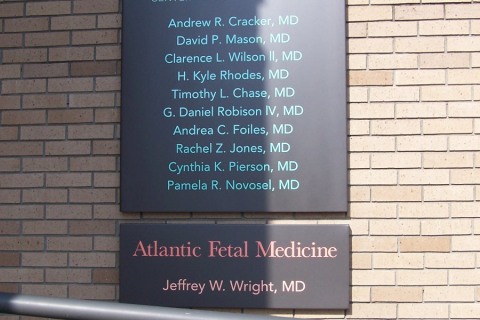 Andrew R. Cracker, MD
David P. Mason, MD
Clarence L. Wilson ll, MD
H. Kyle Rhodes, MD
Timothy L. Chase, MD
G. Daniel Robison IV, MD
Andrea C. Foiles, MD
Rachel Z. Jones, MD
Cynthia K. Pierson, MD
Pamela R. Novosel, MD
Atlantic Fetal Medicine
Jeffrey W. Wright, MD